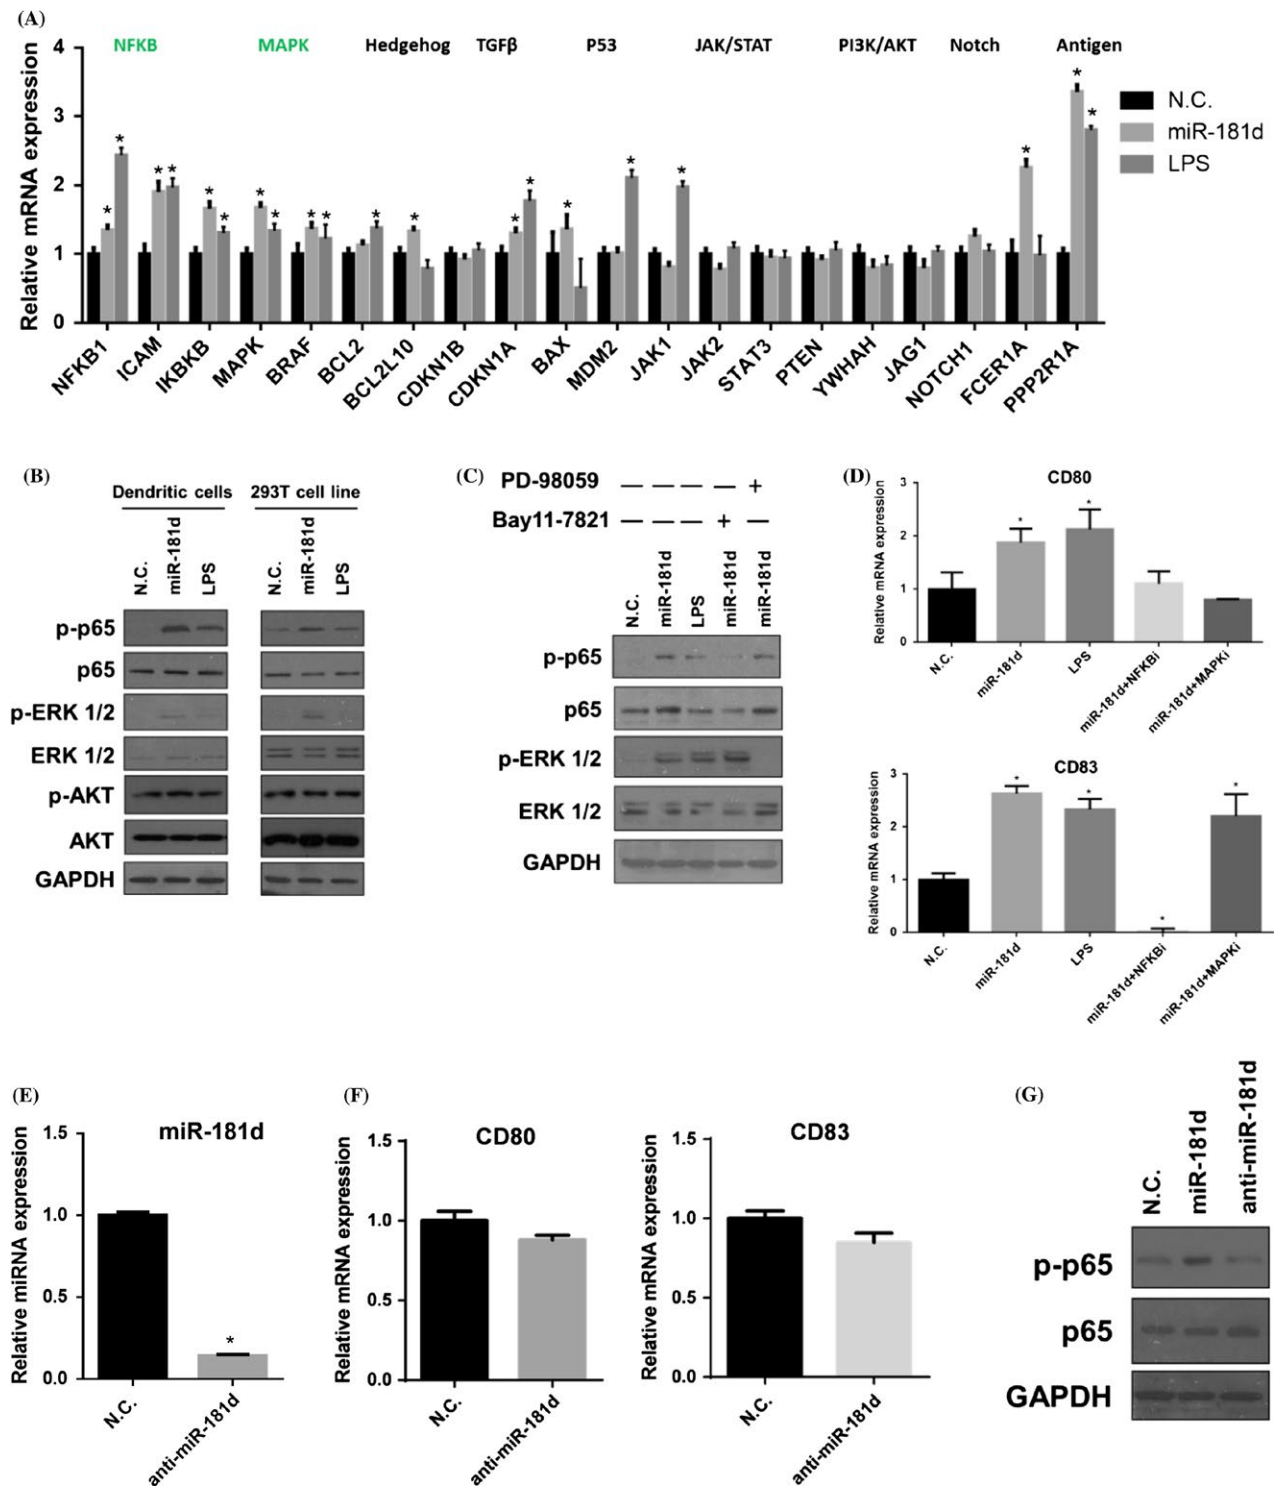 (A)
NFKB MAPK Hedgehog TGFβ P53 JAK/STAT PI3K/AKT Notch Antigen
Relative mRNA expression
4
3
2
1
0
* * * * * * * * * * * * * * * * * * * *
N.C.
miR-181d
LPS
NFKB1 ICAM IKBKB MAPK BRAF BCL2 BCL2L10 CDKN1B CDKN1A BAX MDM2 JAK1 JAK2 STAT3 PTEN YWHAH JAG1 NOTCH1 FCER1A PPP2R1A
(B)
Dendritic cells 293T cell line
N.C. miR-181d LPS N.C. miR-181d LPS
p-p65
p65
p-ERK 1/2
ERK 1/2
p-AKT
AKT
GAPDH
(C)
PD-98059 — — — — +
Bay11-7821 — — — + —
N.C. miR-181d LPS miR-181d miR-181d
p-p65
p65
p-ERK 1/2
ERK 1/2
GAPDH
(D)
CD80
Relative mRNA expression
3
2
1
0
* *
N.C. miR-181d LPS miR-181d+NFKBi miR-181d+MAPKi
CD83
Relative mRNA expression
3
2
1
0
* * * *
N.C. miR-181d LPS miR-181d+NFKBi miR-181d+MAPKi
(E)
miR-181d
Relative miRNA expression
1.5
1.0
0.5
0.0
*
N.C. anti-miR-181d
(F)
CD80
Relative mRNA expression
1.5
1.0
0.5
0.0
N.C. anti-miR-181d
CD83
Relative mRNA expression
1.5
1.0
0.5
0.0
N.C. anti-miR-181d
(G)
N.C. miR-181d anti-miR-181d
p-p65
p65
GAPDH